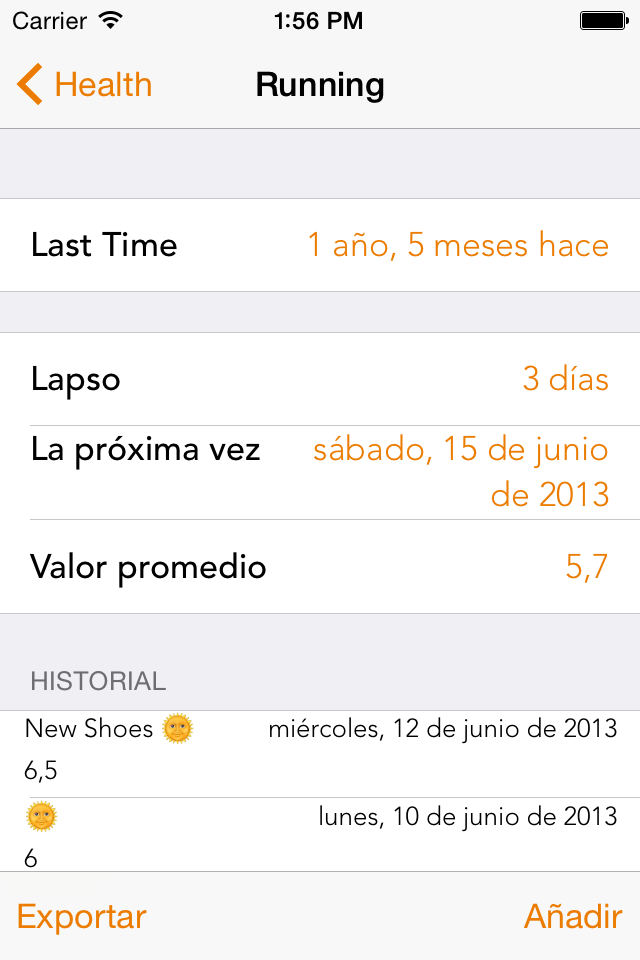 Carrier 1:56 PM
Health Running
Last Time 1 año, 5 meses hace
Lapso 3 días
La próxima vez sábado, 15 de junio
de 2013
Valor promedio 5,7
HISTORIAL
New Shoes 🌞 miércoles, 12 de junio de 2013
6,5
🌞 lunes, 10 de junio de 2013
6
Exportar Añadir